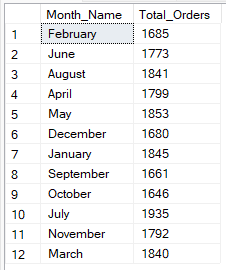 Month_Name Total_Orders
1 February 1685
2 June 1773
3 August 1841
4 April 1799
5 May 1853
6 December 1680
7 January 1845
8 September 1661
9 October 1646
10 July 1935
11 November 1792
12 March 1840